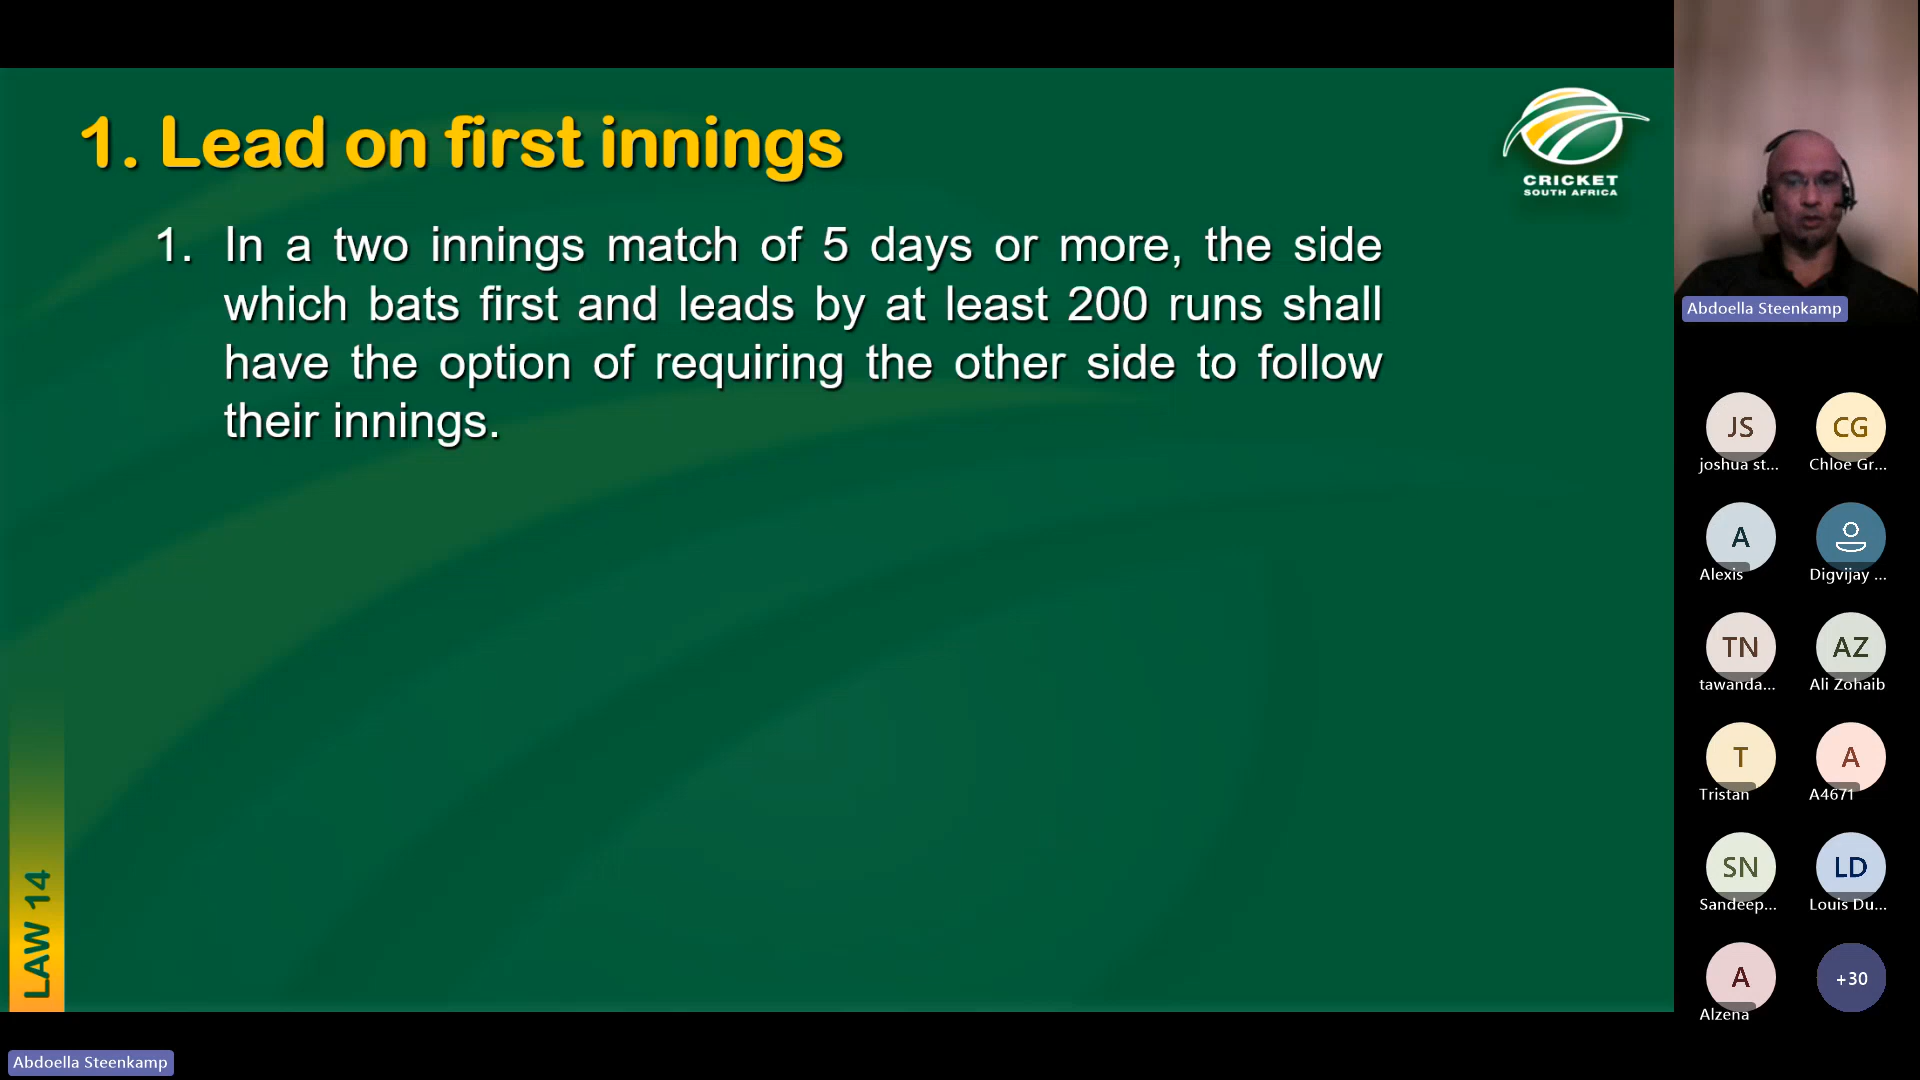 1. Lead on first innings
CRICKET
SOUTH AFRICA
1. In a two innings match of 5 days or more, the side
which bats first and leads by at least 200 runs shall
have the option of requiring the other side to follow
their innings.
LAW 14
Abdoella Steenkamp
Abdoella Steenkamp
JS
CG
joshua st...
Chloe Gr...
A
Alexis
Digvijay ...
TN
AZ
tawanda...
Ali Zohaib
T
A
Tristan
A4671
SN
LD
Sandeep...
Louis Du...
A
+30
Alzena